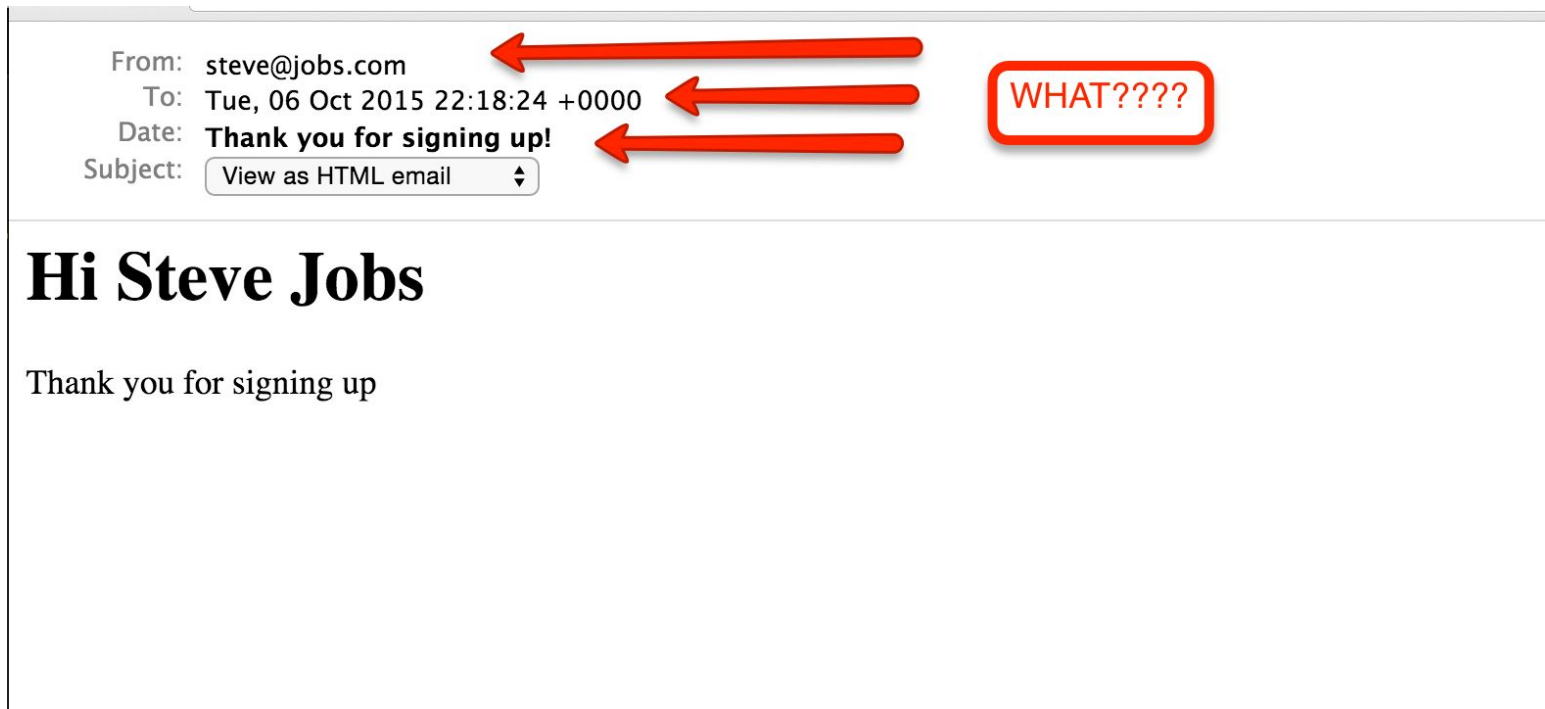 From: steve@jobs.com
To: Tue, 06 Oct 2015 22:18:24 +0000
WHAT????
Date: Thank you for signing up!
Subject: View as HTML email
Hi Steve Jobs
Thank you for signing up